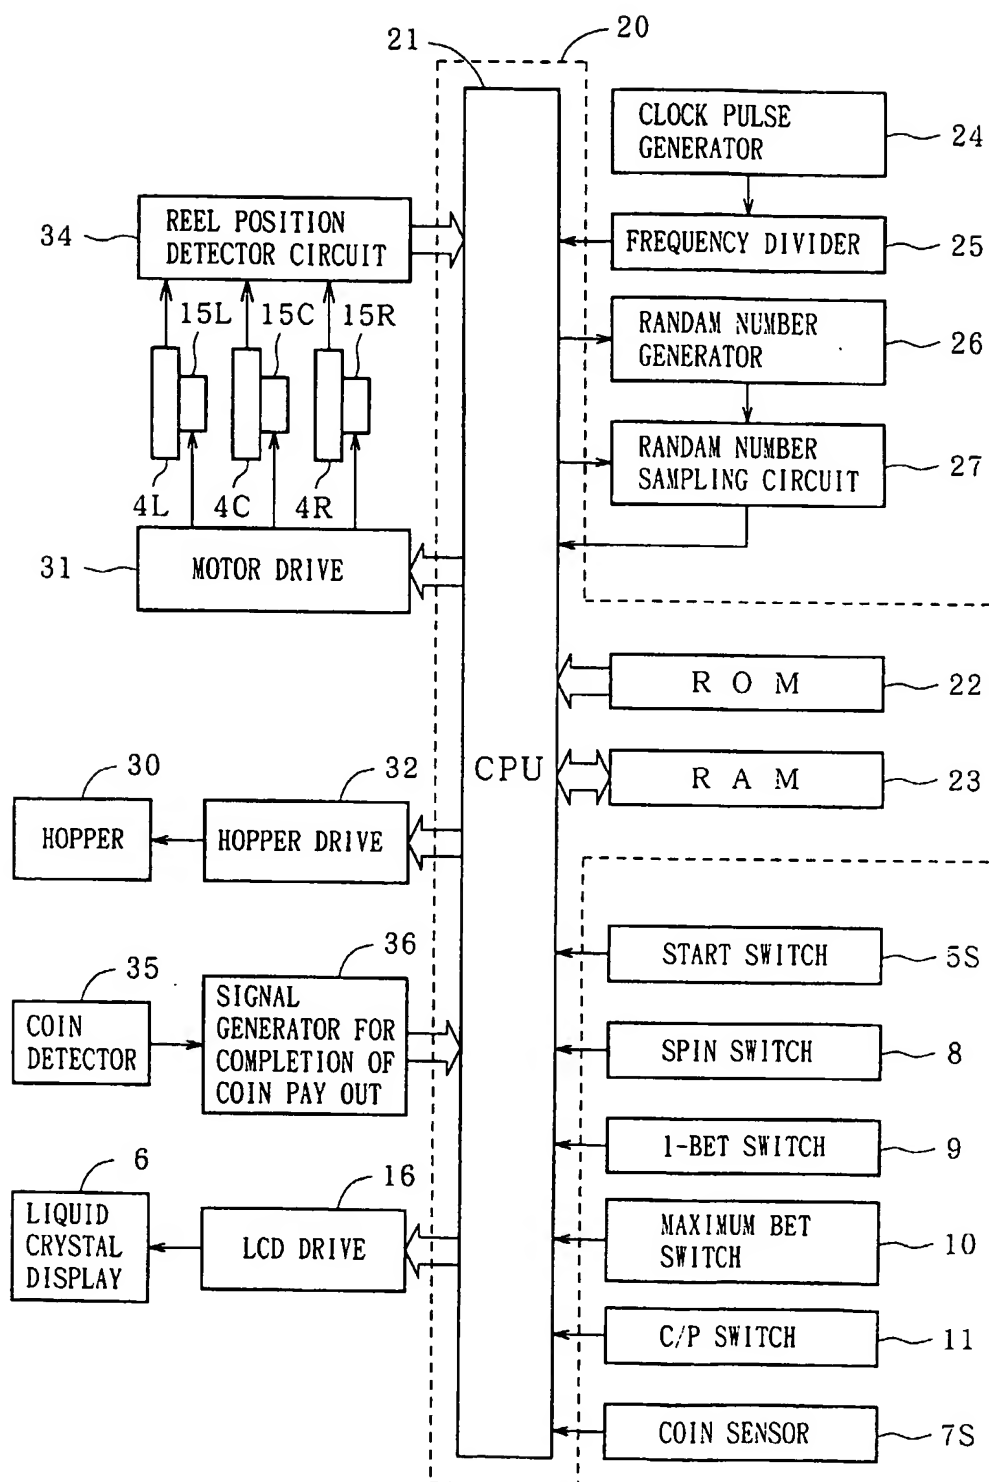 21
20
CLOCK PULSE
GENERATOR
24
REEL POSITION
DETECTOR CIRCUIT
34
FREQUENCY DIVIDER
25
15L
15C
15R
RANDAM NUMBER
GENERATOR
26
RANDAM NUMBER
SAMPLING CIRCUIT
27
4L
4C
4R
31
MOTOR DRIVE
ROM
22
CPU
RAM
23
30
32
HOPPER
HOPPER DRIVE
START SWITCH
5S
35
36
COIN
DETECTOR
SIGNAL
GENERATOR FOR
COMPLETION OF
COIN PAY OUT
SPIN SWITCH
8
1-BET SWITCH
9
6
16
LIQUID
CRYSTAL
DISPLAY
LCD DRIVE
MAXIMUM BET
SWITCH
10
C/P SWITCH
11
COIN SENSOR
7S